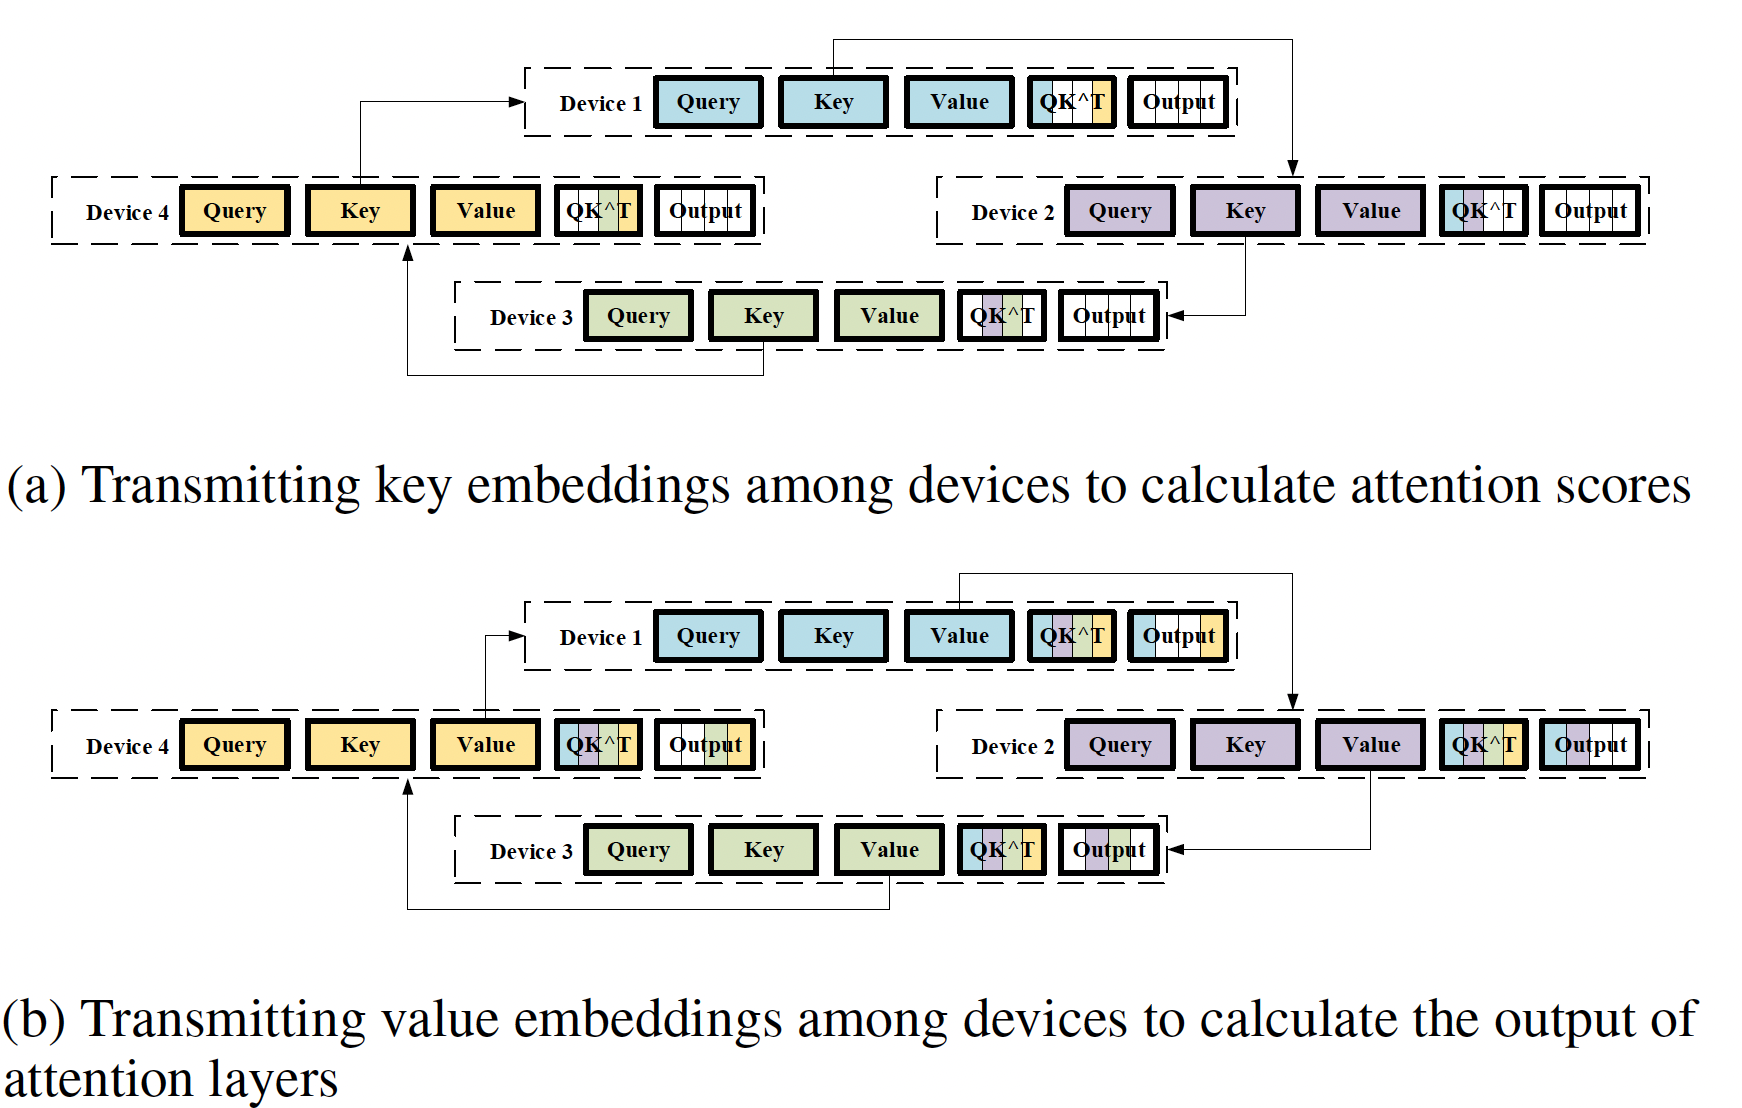 Device 1 Query Key Value QK^T Output
Device 4 Query Key Value QK^T Output
Device 2 Query Key Value QK^T Output
Device 3 Query Key Value QK^T Output
(a) Transmitting key embeddings among devices to calculate attention scores
Device 1 Query Key Value QK^T Output
Device 4 Query Key Value QK^T Output
Device 2 Query Key Value QK^T Output
Device 3 Query Key Value QK^T Output
(b) Transmitting value embeddings among devices to calculate the output of
attention layers